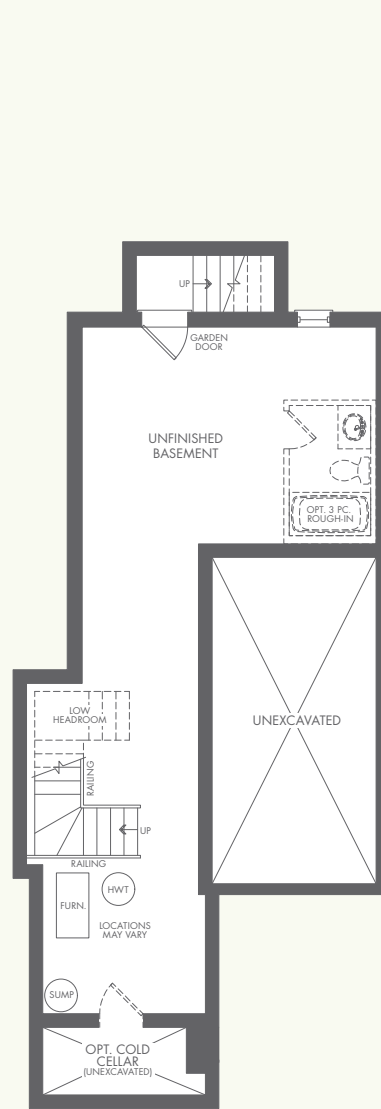 UP
GARDEN
DOOR
UNFINISHED
BASEMENT
OPT. 3 PC.
ROUGH-IN
UNEXCAVATED
LOW
HEADROOM
RAILING
UP
RAILING
HWT
FURN.
LOCATIONS
MAY VARY
SUMP
OPT. COLD
CELLAR
(UNEXCAVATED)